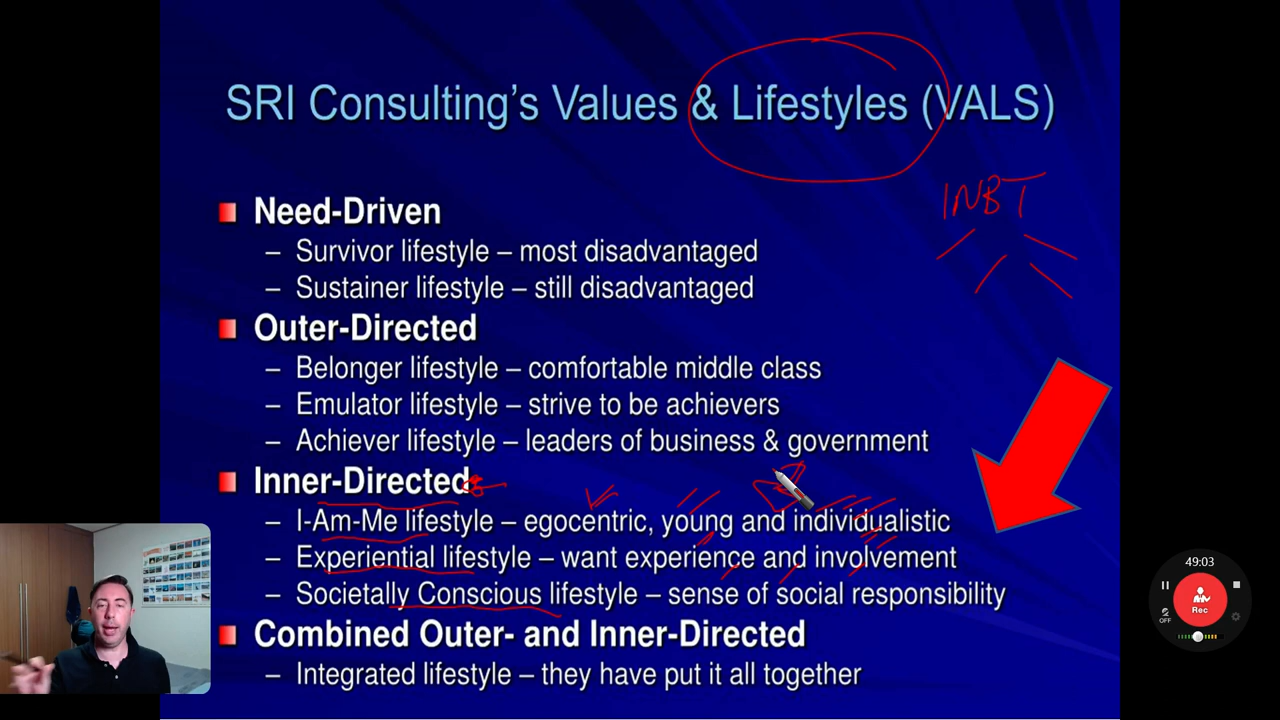 SRI Consulting's Values & Lifestyles (VALS)
INBT
Need-Driven
– Survivor lifestyle – most disadvantaged
– Sustainer lifestyle – still disadvantaged
Outer-Directed
– Belonger lifestyle – comfortable middle class
– Emulator lifestyle – strive to be achievers
– Achiever lifestyle – leaders of business & government
Inner-Directed
– I-Am-Me lifestyle – egocentric, young and individualistic
– Experiential lifestyle – want experience and involvement
– Societally Conscious lifestyle – sense of social responsibility
Combined Outer- and Inner-Directed
– Integrated lifestyle – they have put it all together
49:03
Rec
OFF